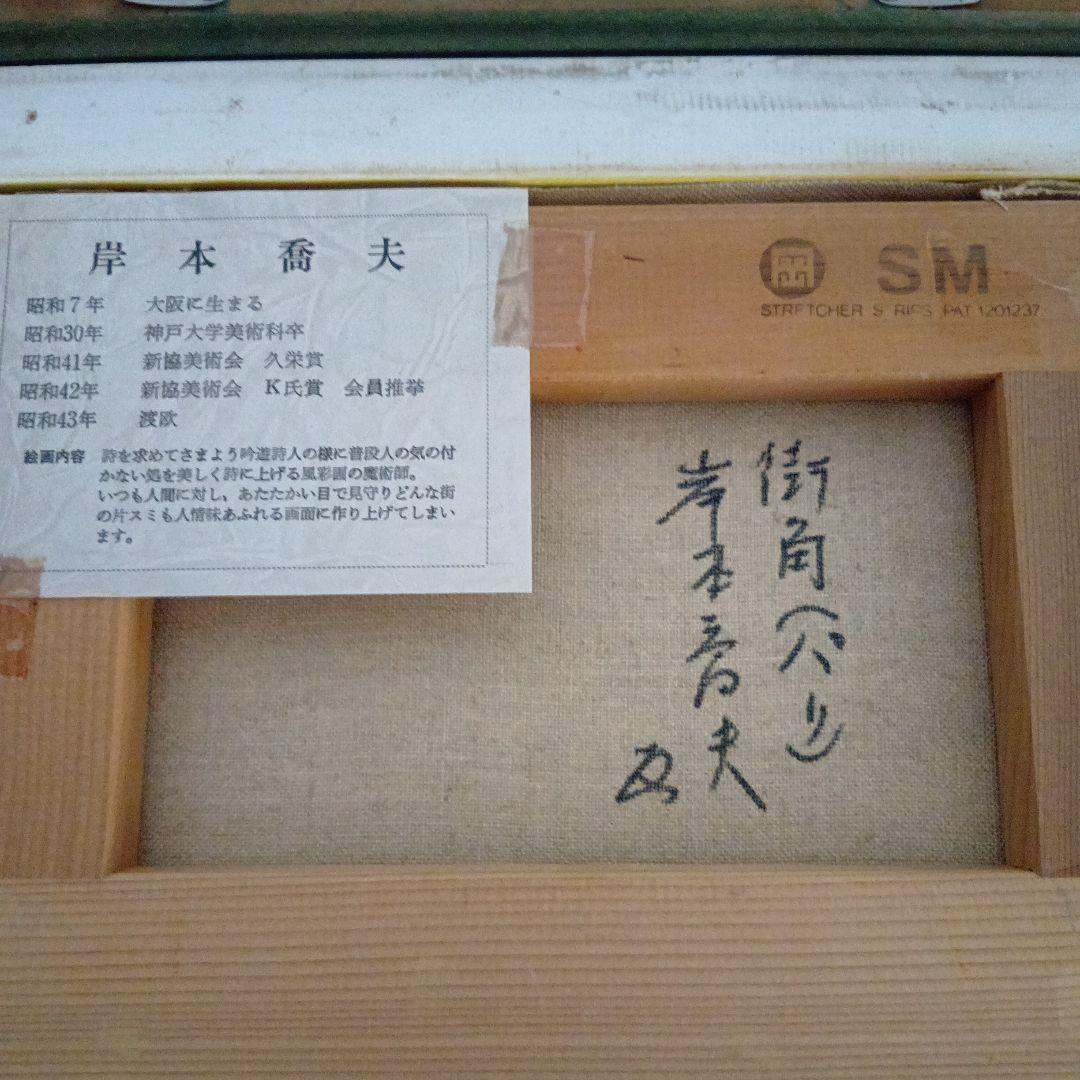 岸本喬夫
昭和7年 大阪に生まる
昭和30年 神戸大学美術科卒
昭和41年 新協美術会 久栄賞
昭和42年 新協美術会 K氏賞 会員推挙
昭和43年 渡欧
絵画内容 詩を求めてさまよう吟遊詩人の様に普段人の気の付
かない処を美しく詩に上げる風彩画の魔術師。
いつも人間に対し、あたたかい目で見守りどんな街
の片スミも人情味あふれる画面に作り上げてしまい
ます。
SM
STRETCHER S RIES PAT 1201237
街角(パリ)
岸本喬夫